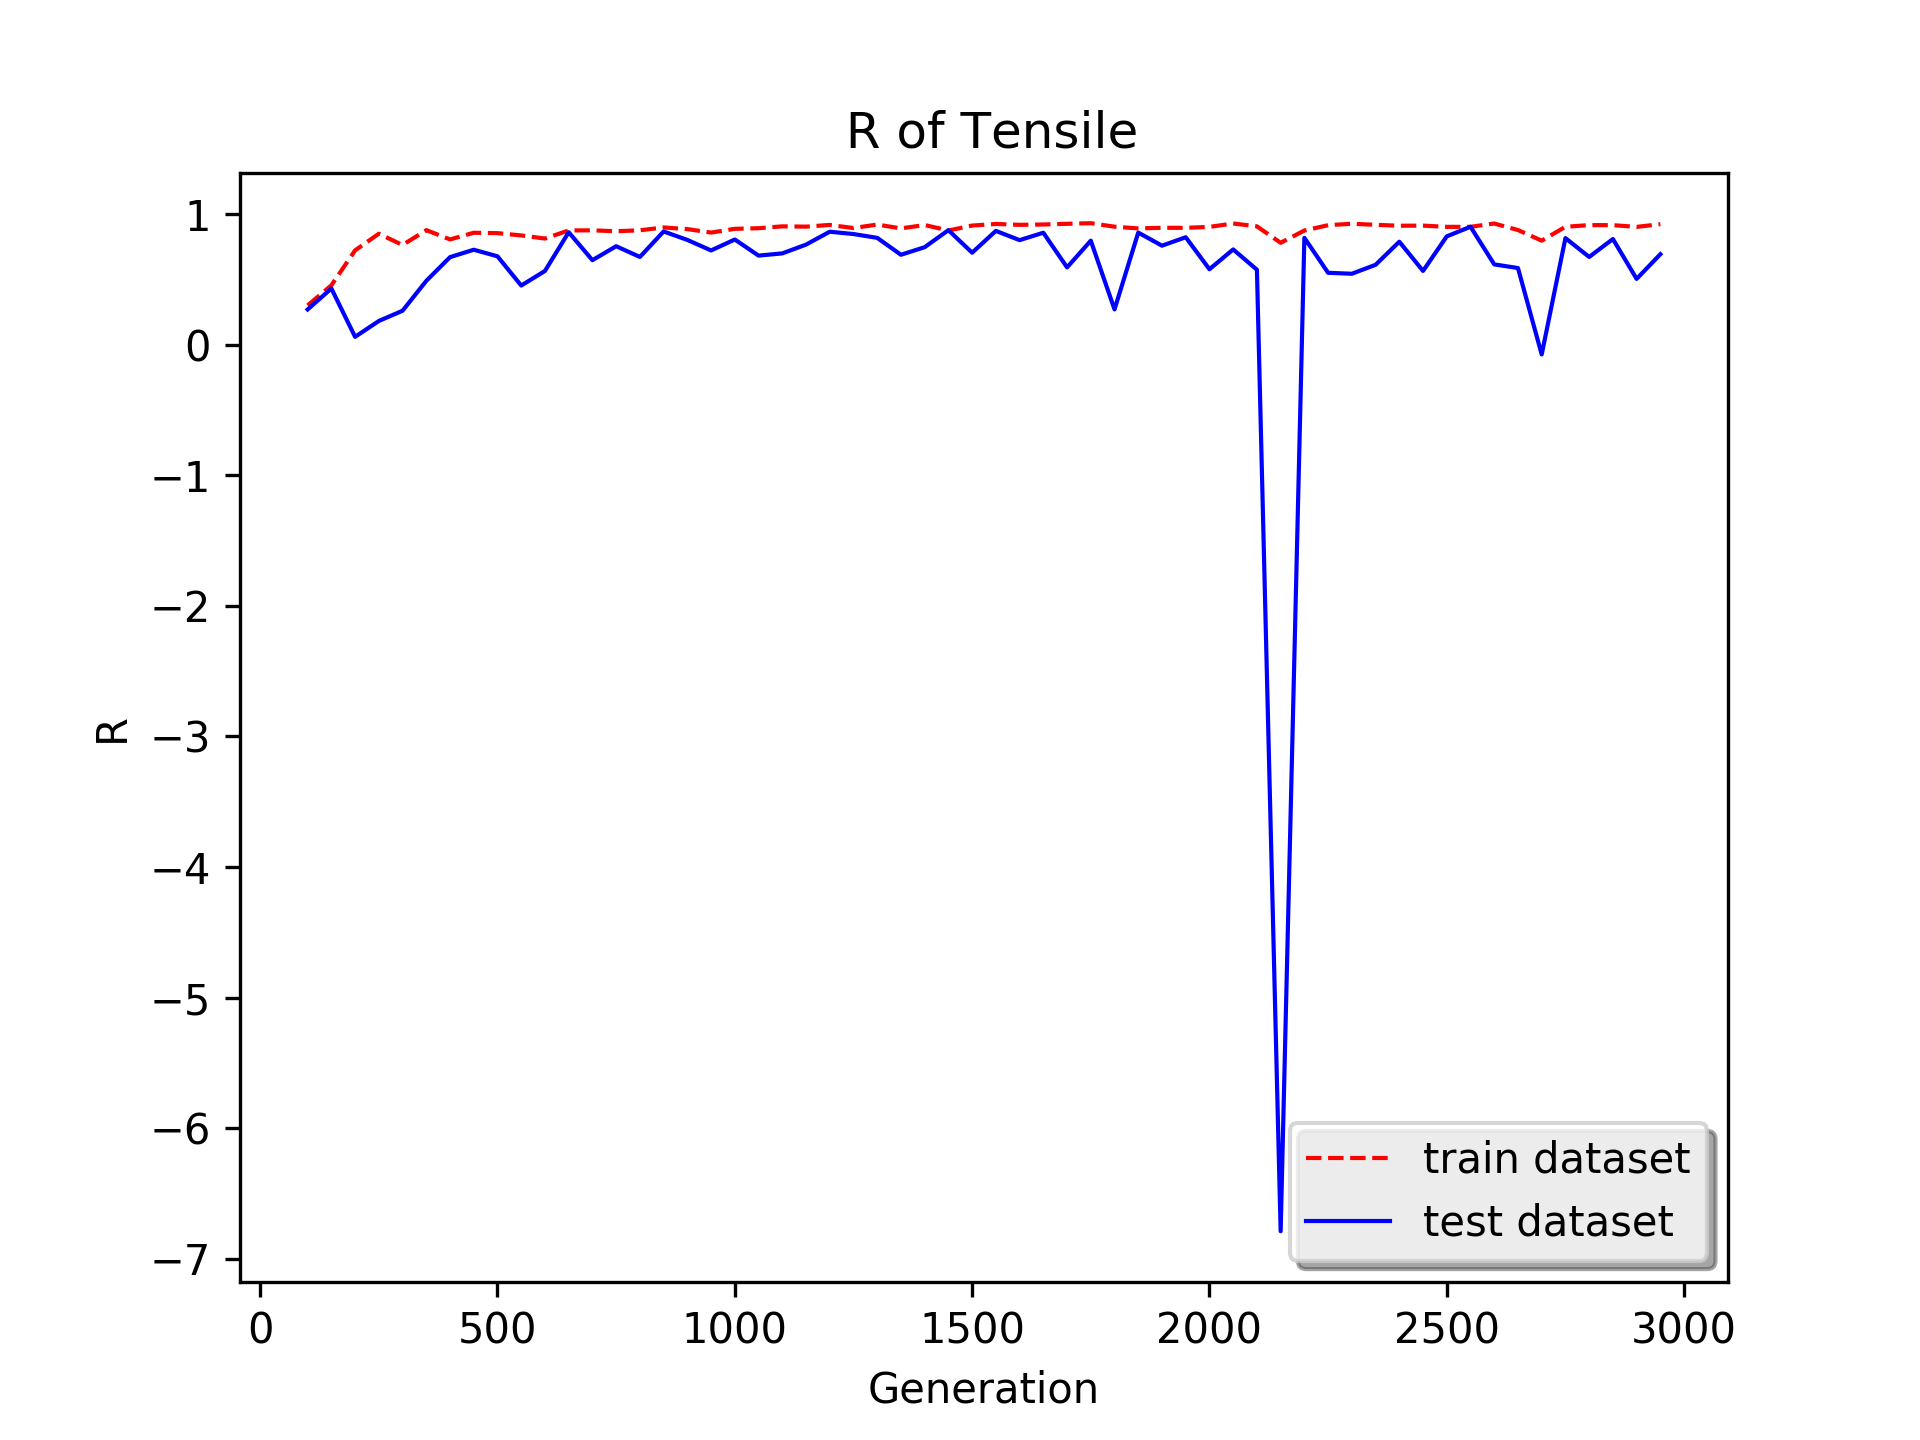 R of Tensile
1
0
−1
−2
−3
−4
−5
−6
−7
R
0 500 1000 1500 2000 2500 3000
Generation
train dataset
test dataset